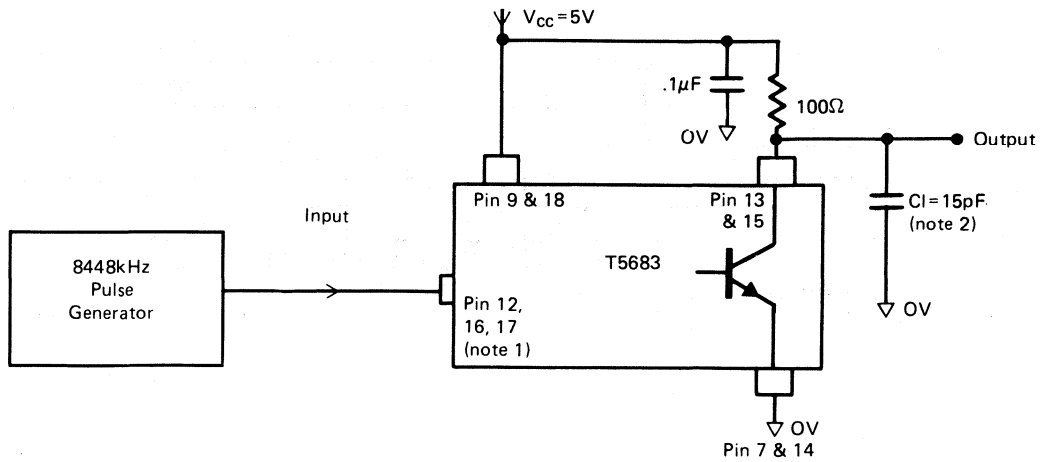 VCC=5V
.1μF
100Ω
0V
Output
Pin 9 & 18
Pin 13
& 15
Cl=15pF
(note 2)
Input
8448kHz
Pulse
Generator
T5683
Pin 12,
16, 17
(note 1)
0V
0V
Pin 7 & 14